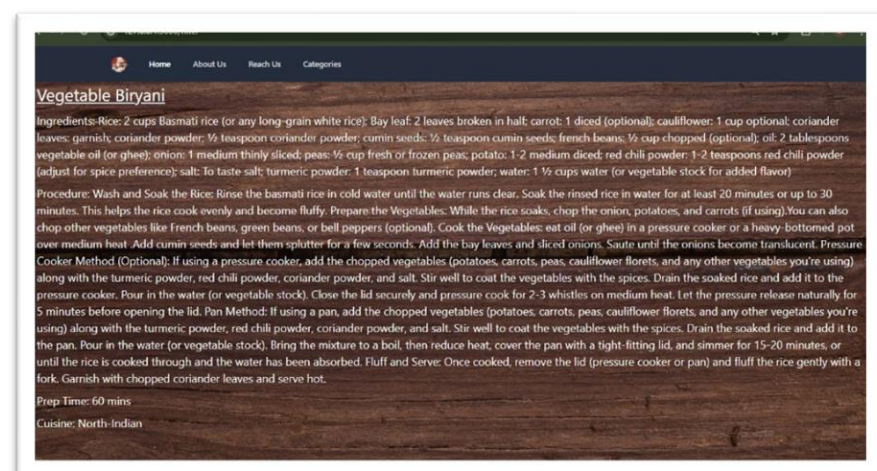 Home About Us Reach Us Categories
Vegetable Biryani
Ingredients: Rice: 2 cups Basmati rice (or any long-grain white rice); Bay leaf: 2 leaves broken in half; carrot: 1 diced (optional); cauliflower: 1 cup optional; coriander
leaves: garnish; coriander powder: ½ teaspoon coriander powder; cumin seeds: ½ teaspoon cumin seeds; french beans: ½ cup chopped (optional); oil: 2 tablespoons
vegetable oil (or ghee); onion: 1 medium thinly sliced; peas: ½ cup fresh or frozen peas; potato: 1-2 medium diced; red chili powder: 1-2 teaspoons red chili powder
(adjust for spice preference); salt: To taste salt; turmeric powder: 1 teaspoon turmeric powder; water: 1 ½ cups water (or vegetable stock for added flavor)
Procedure: Wash and Soak the Rice: Rinse the basmati rice in cold water until the water runs clear. Soak the rinsed rice in water for at least 20 minutes or up to 30
minutes. This helps the rice cook evenly and become fluffy. Prepare the Vegetables: While the rice soaks, chop the onion, potatoes, and carrots (if using).You can also
chop other vegetables like French beans, green beans, or bell peppers (optional). Cook the Vegetables: eat oil (or ghee) in a pressure cooker or a heavy-bottomed pot
over medium heat .Add cumin seeds and let them splutter for a few seconds. Add the bay leaves and sliced onions. Saute until the onions become translucent. Pressure
Cooker Method (Optional): If using a pressure cooker, add the chopped vegetables (potatoes, carrots, peas, cauliflower florets, and any other vegetables you're using)
along with the turmeric powder, red chili powder, coriander powder, and salt. Stir well to coat the vegetables with the spices. Drain the soaked rice and add it to the
pressure cooker. Pour in the water (or vegetable stock). Close the lid securely and pressure cook for 2-3 whistles on medium heat. Let the pressure release naturally for
5 minutes before opening the lid. Pan Method: If using a pan, add the chopped vegetables (potatoes, carrots, peas, cauliflower florets, and any other vegetables you're
using) along with the turmeric powder, red chili powder, coriander powder, and salt. Stir well to coat the vegetables with the spices. Drain the soaked rice and add it to
the pan. Pour in the water (or vegetable stock). Bring the mixture to a boil, then reduce heat, cover the pan with a tight-fitting lid, and simmer for 15-20 minutes, or
until the rice is cooked through and the water has been absorbed. Fluff and Serve: Once cooked, remove the lid (pressure cooker or pan) and fluff the rice gently with a
fork. Garnish with chopped coriander leaves and serve hot.
Prep Time: 60 mins
Cuisine: North-Indian